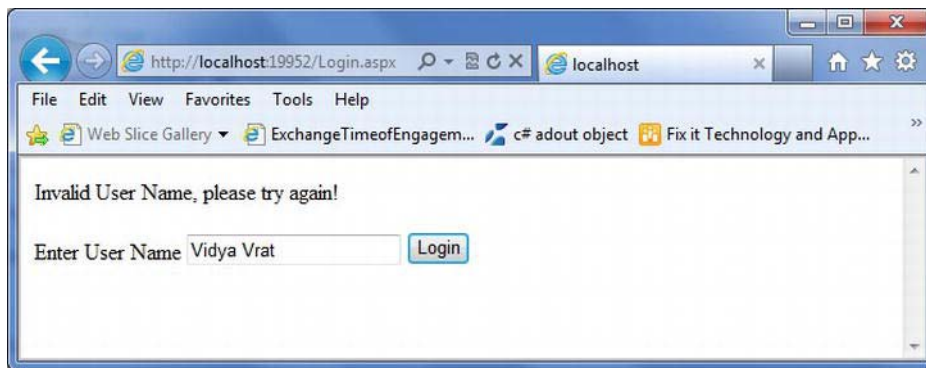 http://localhost:19952/Login.aspx
localhost
File Edit View Favorites Tools Help
Web Slice Gallery ExchangeTimeofEngagem... c# adout object Fix it Technology and App... »
Invalid User Name, please try again!
Enter User Name Vidya Vrat Login